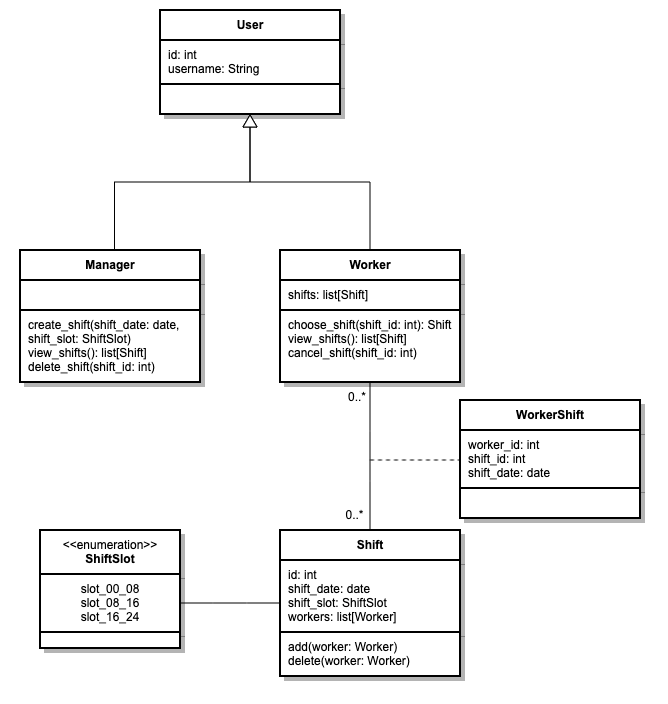 User
id: int
username: String
Manager
create_shift(shift_date: date,
shift_slot: ShiftSlot)
view_shifts(): list[Shift]
delete_shift(shift_id: int)
Worker
shifts: list[Shift]
choose_shift(shift_id: int): Shift
view_shifts(): list[Shift]
cancel_shift(shift_id: int)
0..*
WorkerShift
worker_id: int
shift_id: int
shift_date: date
0..*
<<enumeration>>
ShiftSlot
slot_00_08
slot_08_16
slot_16_24
Shift
id: int
shift_date: date
shift_slot: ShiftSlot
workers: list[Worker]
add(worker: Worker)
delete(worker: Worker)